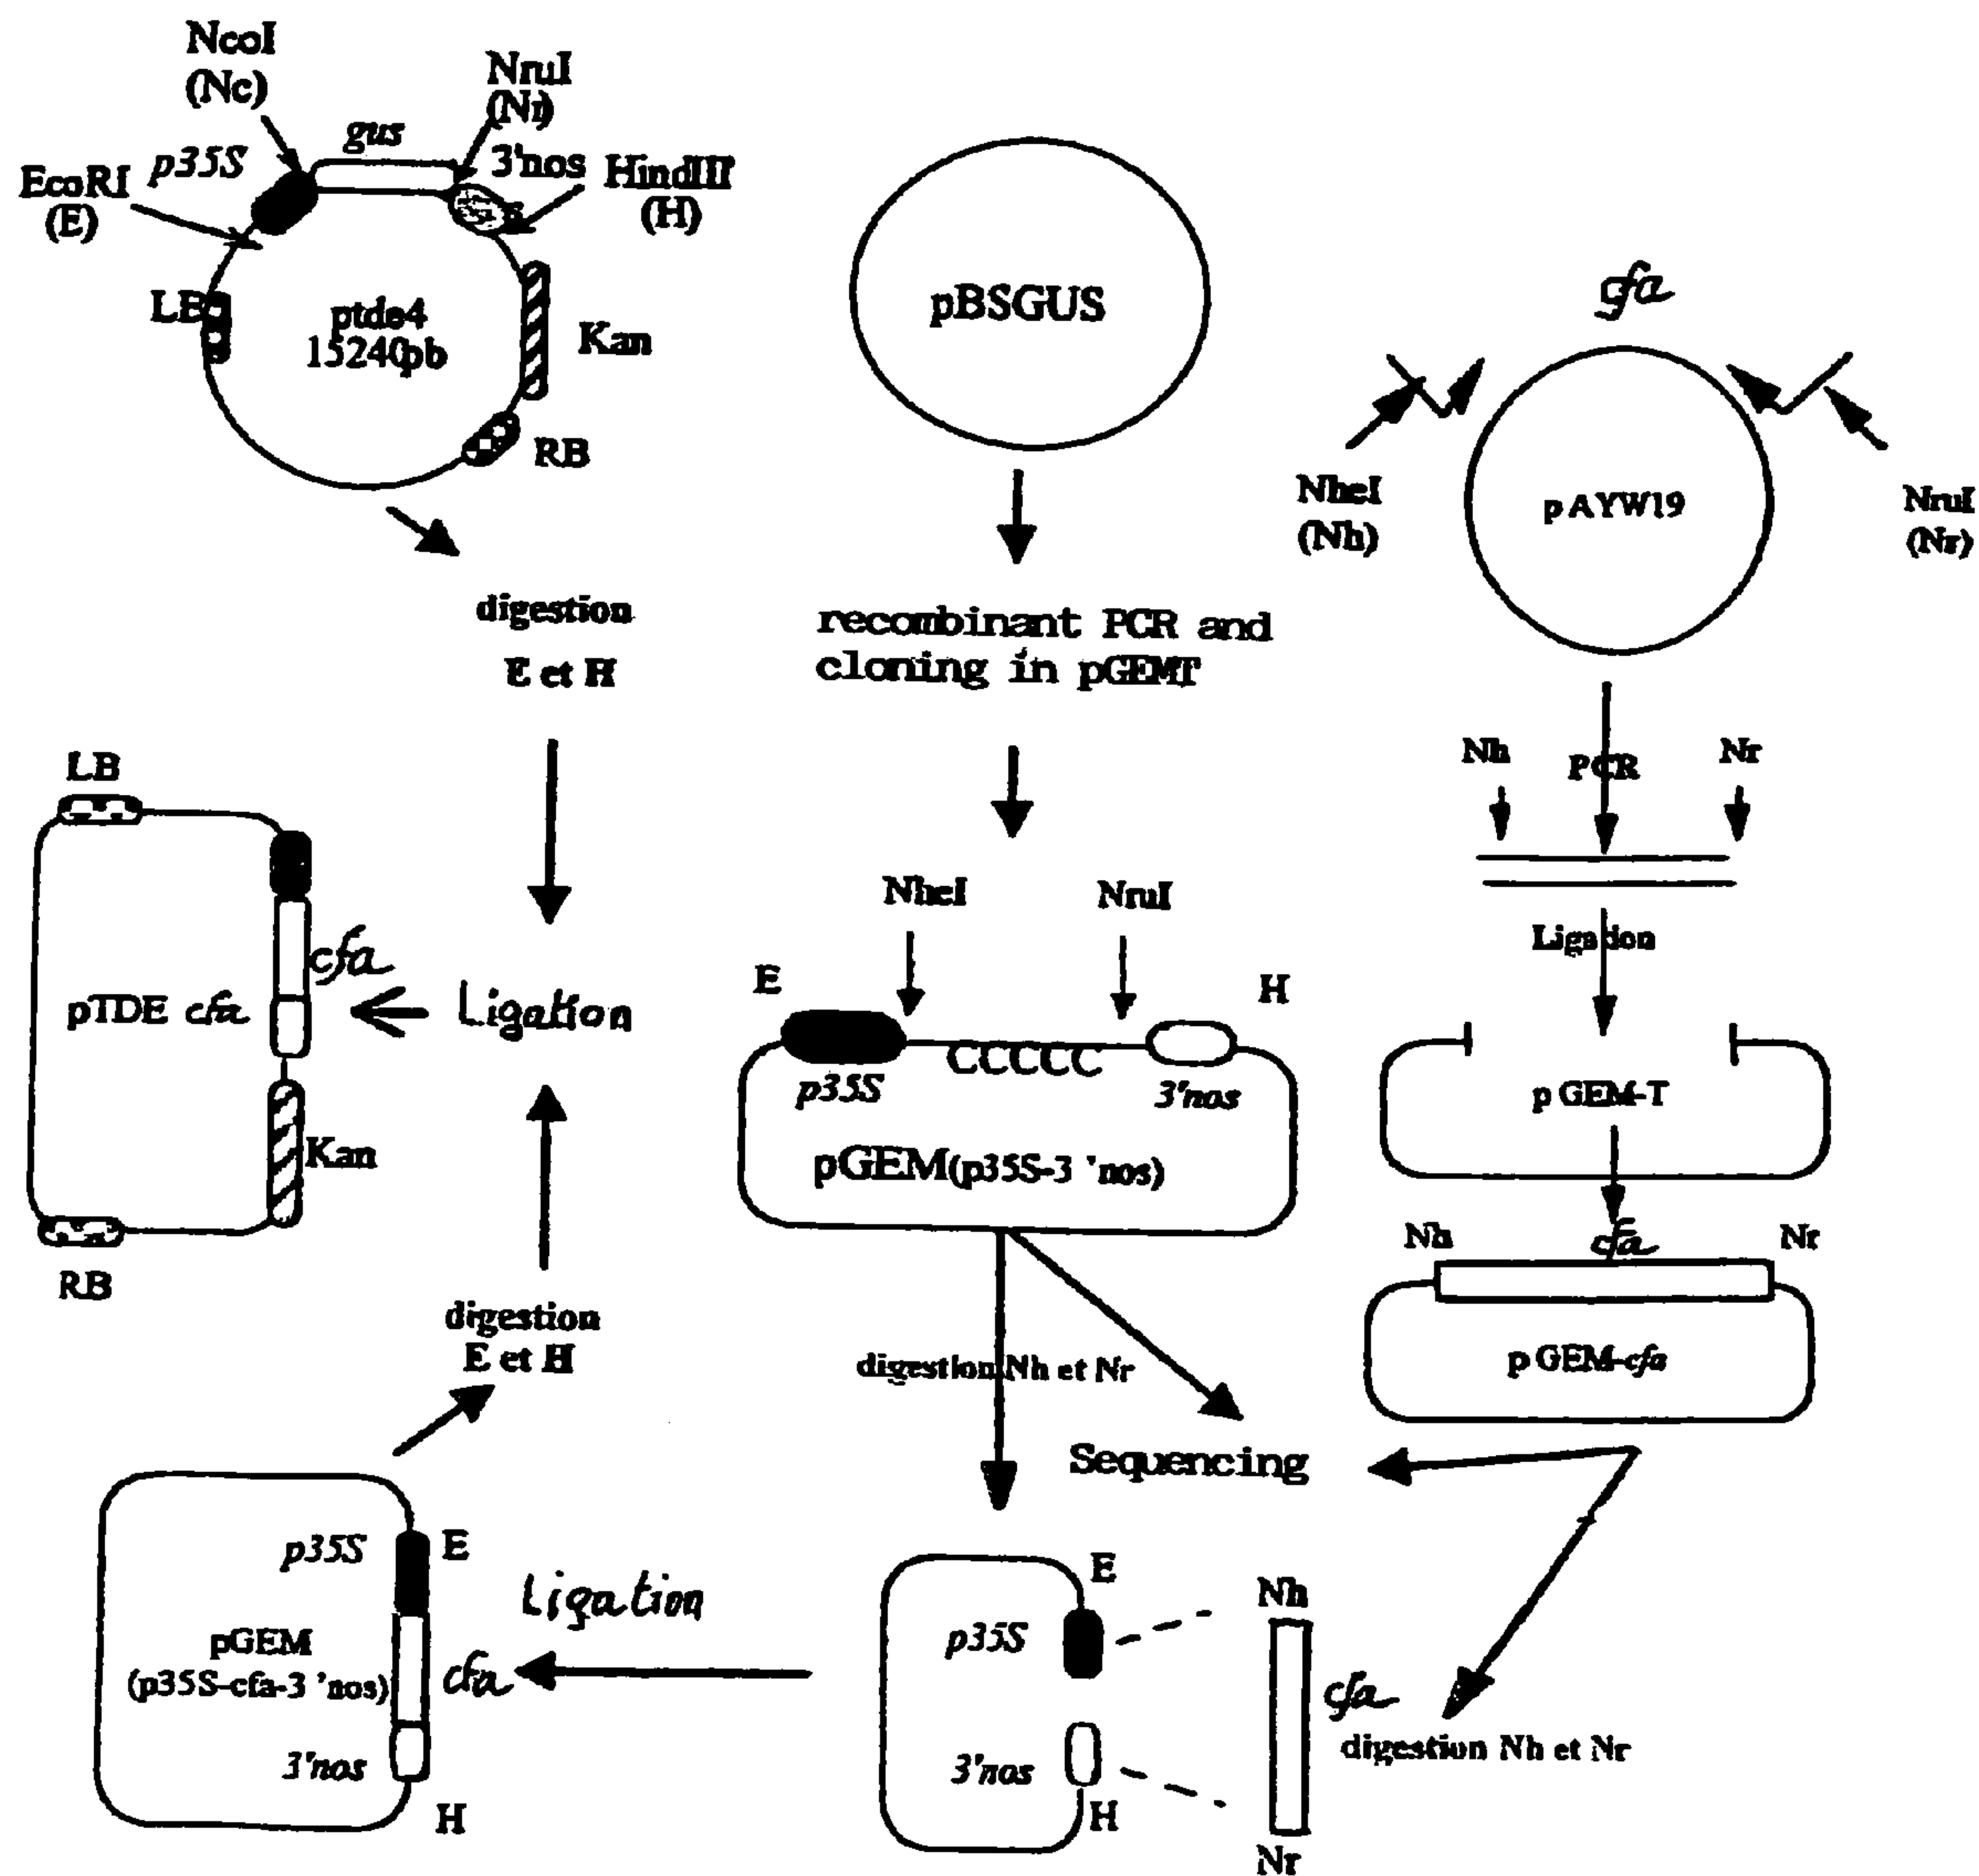 NcoI
(Nc)
NruI
(Nr)
gus
p35S
3'nos
HindIII
(H)
EcoRI
(E)
LB
ptde4
15240pb
Kan
RB
pBSGUS
cfa
NheI
(Nh)
pAYW19
NruI
(Nr)
digestion
E et H
recombinant PCR and
cloning in pGEMT
Nh
PCR
Nr
LB
cfa
pTDE cfa
Kan
RB
Ligation
NheI
NruI
E
H
CCCCC
p35S
3'nos
pGEM(p35S-3 'nos)
Ligation
p GEM-T
Nh
cfa
Nr
p GEM-cfa
digestion
E et H
digestion Nh et Nr
Sequencing
p35S
E
pGEM
(p35S-cfa-3 'nos)
cfa
3'nos
H
Ligation
E
p35S
3'nos
H
Nh
cfa
Nr
digestion Nh et Nr